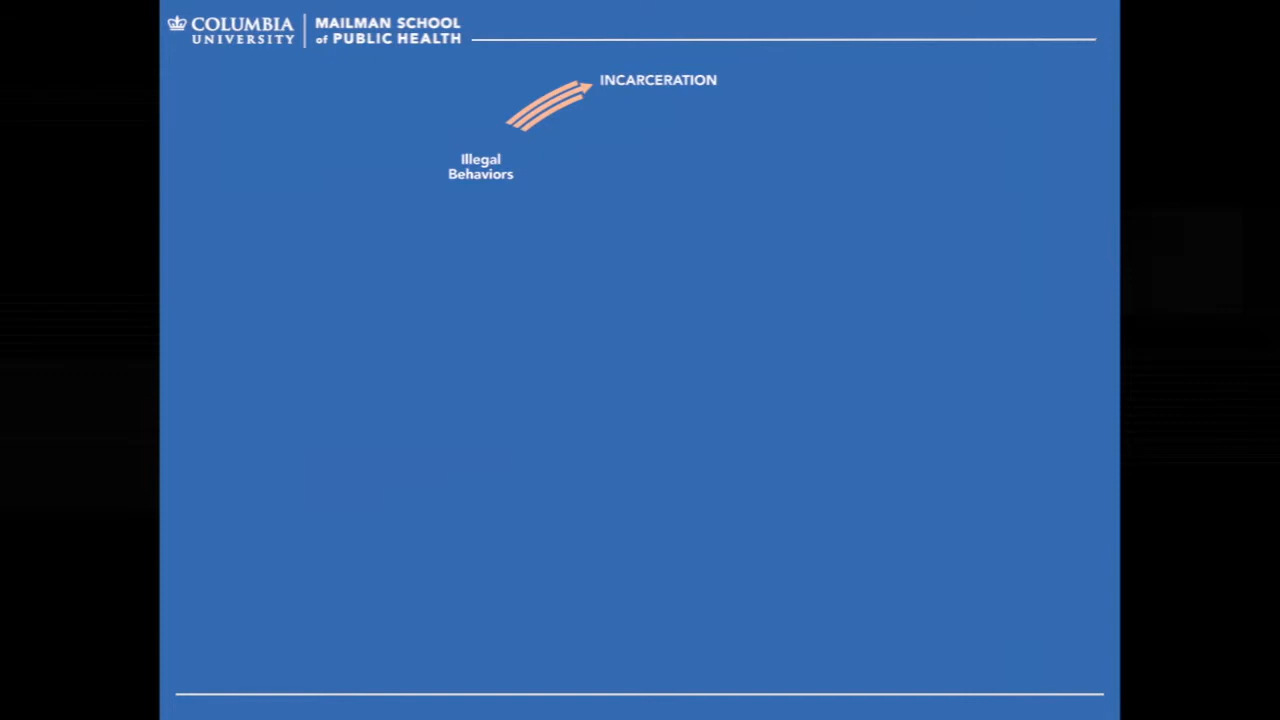 COLUMBIA
UNIVERSITY
MAILMAN SCHOOL
of PUBLIC HEALTH
INCARCERATION
Illegal
Behaviors